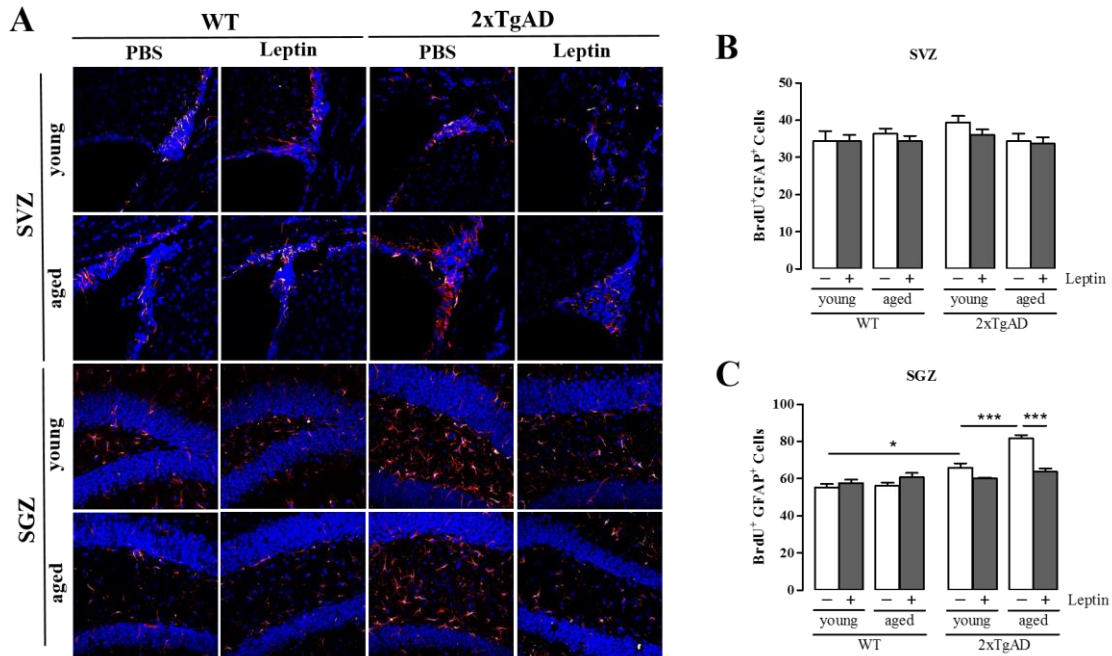 A
WT
2xTgAD
PBS
Leptin
PBS
Leptin
SVZ
young
aged
SGZ
young
aged
B
SVZ
BrdU⁺GFAP⁺ Cells
50
40
30
20
10
0
− + − + − + − + Leptin
young aged young aged
WT 2xTgAD
C
SGZ
BrdU⁺ GFAP⁺ Cells
100
80
60
40
20
0
* *** ***
− + − + − + − + Leptin
young aged young aged
WT 2xTgAD